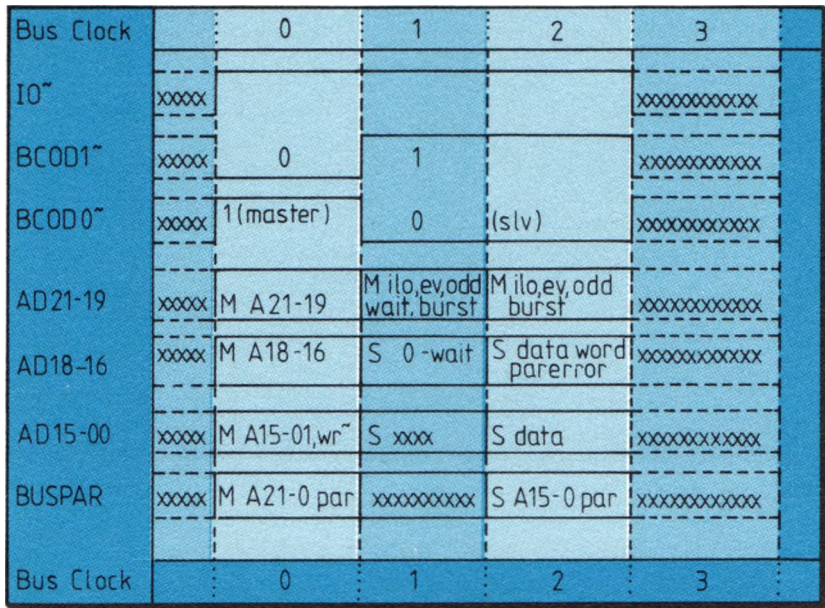 Bus Clock 0 1 2 3
IO~ xxxxx xxxxxxxxxxxx
BCOD1~ xxxxx 0 1 xxxxxxxxxxxx
BCOD0~ xxxxx 1(master) 0 (slv) xxxxxxxxxxxx
AD21-19 xxxxx M A21-19 M ilo,ev,odd wait.burst M ilo,ev,odd burst xxxxxxxxxxxx
AD18-16 xxxxx M A18-16 S 0-wait S data word parerror xxxxxxxxxxxx
AD15-00 xxxxx M A15-01,wr~ S xxxx S data xxxxxxxxxxxx
BUSPAR xxxxx M A21-0 par xxxxxxxxxx S A15-0 par xxxxxxxxxxxx
Bus Clock 0 1 2 3